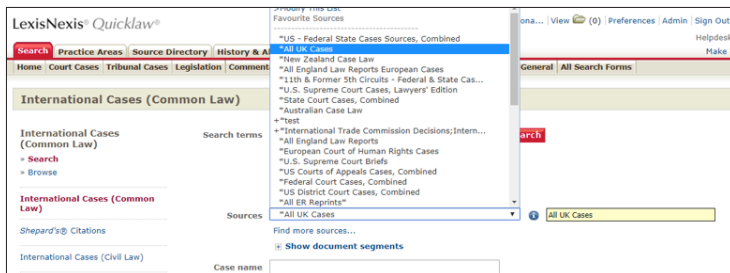 LexisNexis® Quicklaw®
ona... View (0) Preferences Admin Sign Out
Helpdesk
Search Practice Areas Source Directory History & Al
Make
Home Court Cases Tribunal Cases Legislation Comment
General All Search Forms
>Modify This List
Favourite Sources
*US - Federal State Cases Sources, Combined
*All UK Cases
*New Zealand Case Law
*All England Law Reports European Cases
*11th & Former 5th Circuits - Federal & State Cas...
*U.S. Supreme Court Cases, Lawyers' Edition
*State Court Cases, Combined
*Australian Case Law
+*test
+*International Trade Commission Decisions;Intern...
*All England Law Reports
*European Court of Human Rights Cases
*U.S. Supreme Court Briefs
*US Courts of Appeals Cases, Combined
*Federal Court Cases, Combined
*US District Court Cases, Combined
*All ER Reprints*
International Cases (Common Law)
International Cases
(Common Law)
» Search
» Browse
International Cases (Common
Law)
Shepard's® Citations
International Cases (Civil Law)
Search terms
arch
Sources
*All UK Cases
All UK Cases
Find more sources...
Show document segments
Case name